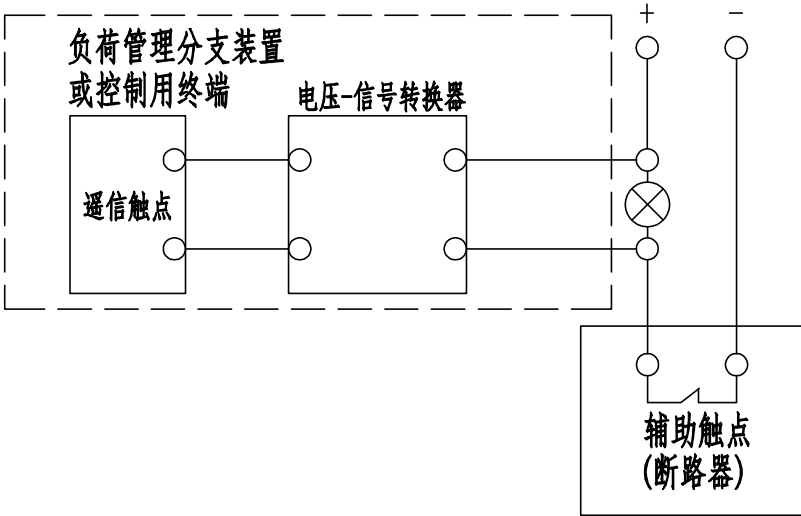 + −
负荷管理分支装置
或控制用终端
电压-信号转换器
遥信触点
辅助触点
(断路器)